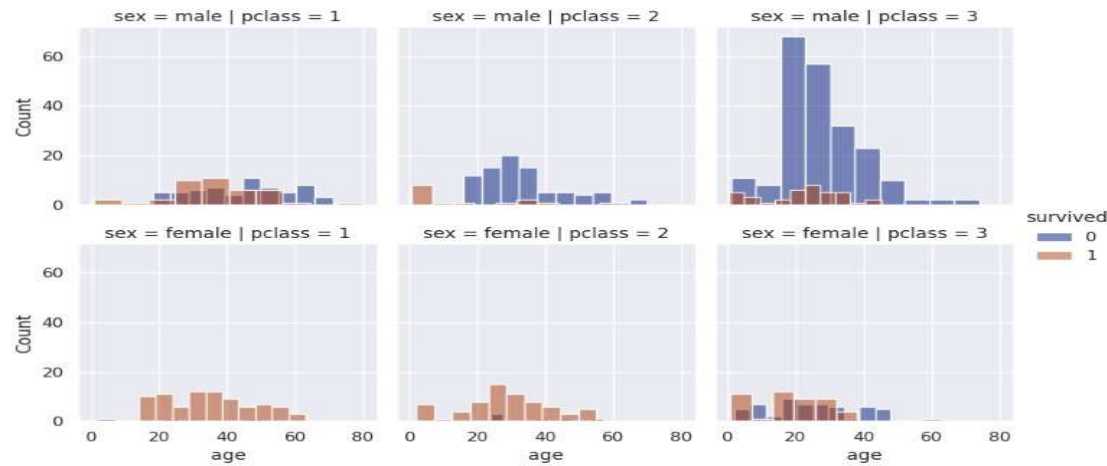 sex = male | pclass = 1
sex = male | pclass = 2
sex = male | pclass = 3
60
40
20
0
Count
sex = female | pclass = 1
sex = female | pclass = 2
sex = female | pclass = 3
60
40
20
0
Count
0 20 40 60 80
0 20 40 60 80
0 20 40 60 80
age
age
age
survived
0
1